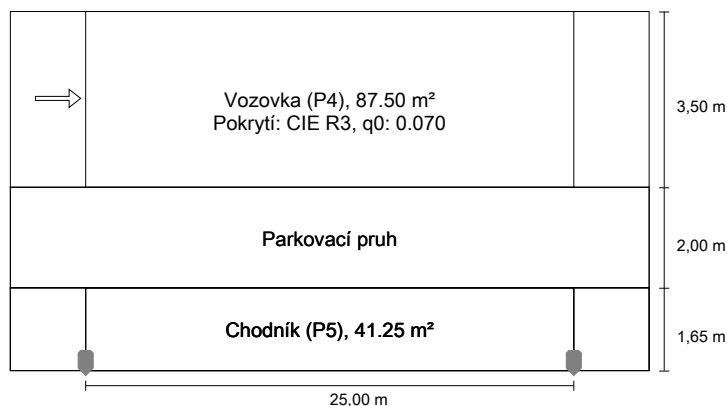 Vozovka (P4), 87.50 m²
Pokrytí: CIE R3, q0: 0.070
3,50 m
Parkovací pruh
2,00 m
Chodník (P5), 41.25 m²
1,65 m
25,00 m